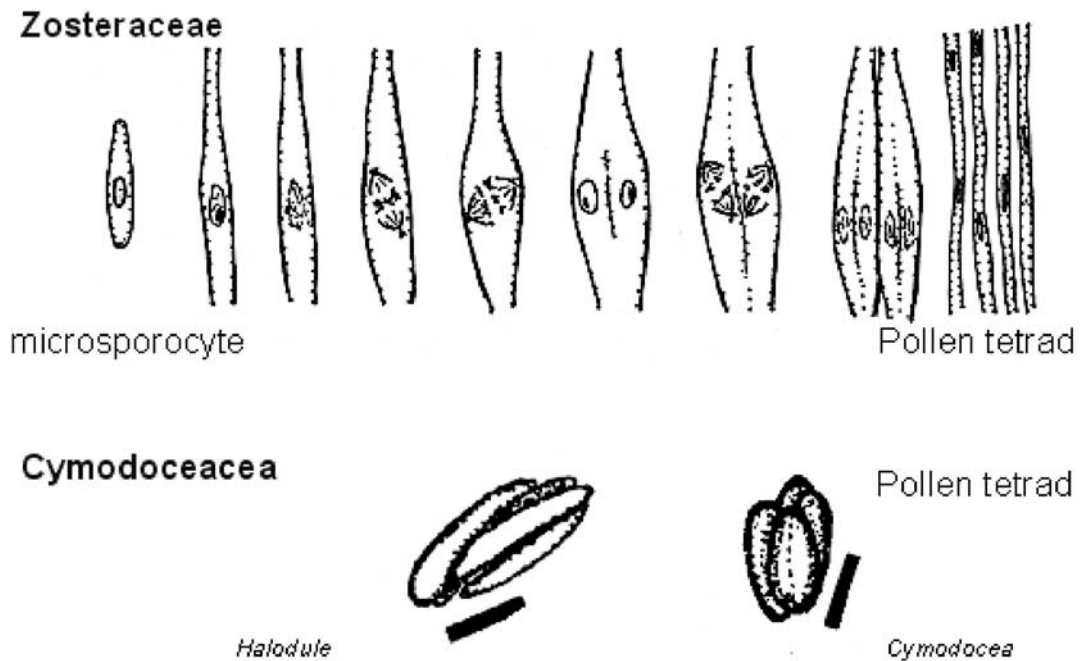 Zosteraceae
microsporocyte
Pollen tetrad
Cymodoceacea
Pollen tetrad
Halodule
Cymodocea